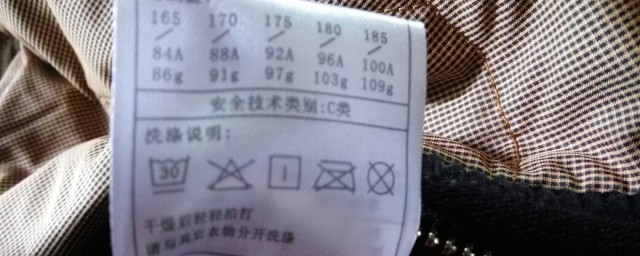 165 170 175 180 185
84A 88A 92A 96A 100A
86g 91g 97g 103g 109g
安全技术类别:C类
洗涤说明:
30
干燥后轻轻拍打
请与其它衣物分开洗涤